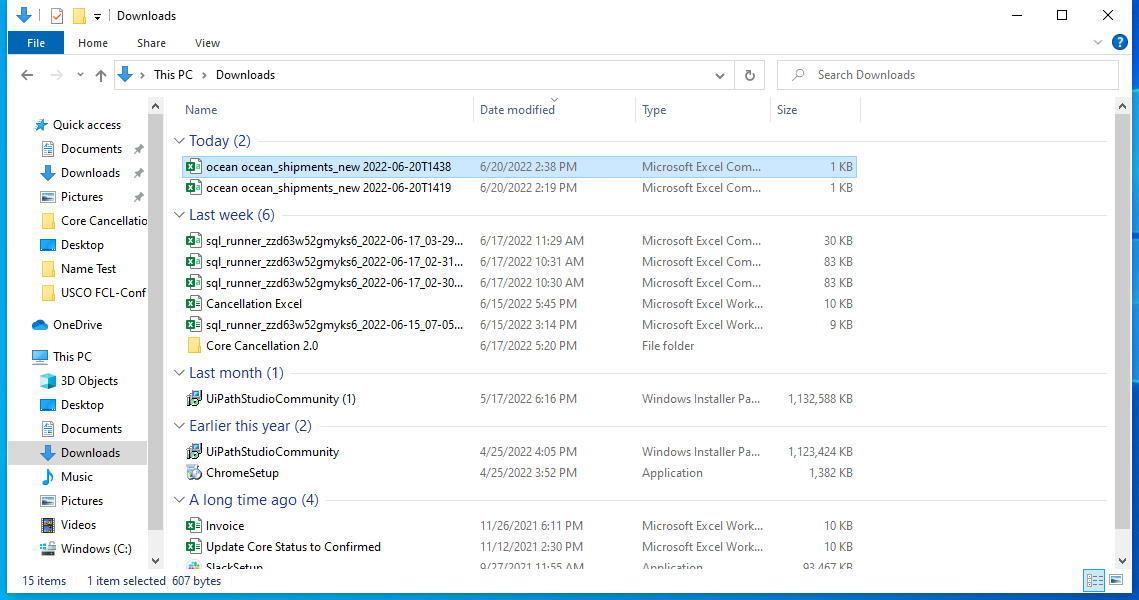 Downloads
File Home Share View
This PC > Downloads
Search Downloads
Name Date modified Type Size
Quick access
Documents
Downloads
Pictures
Core Cancellatio
Desktop
Name Test
USCO FCL-Conf
OneDrive
This PC
3D Objects
Desktop
Documents
Downloads
Music
Pictures
Videos
Windows (C:)
Today (2)
ocean ocean_shipments_new 2022-06-20T1438 6/20/2022 2:38 PM Microsoft Excel Com... 1 KB
ocean ocean_shipments_new 2022-06-20T1419 6/20/2022 2:19 PM Microsoft Excel Com... 1 KB
Last week (6)
sql_runner_zzd63w52gmyks6_2022-06-17_03-29... 6/17/2022 11:29 AM Microsoft Excel Com... 30 KB
sql_runner_zzd63w52gmyks6_2022-06-17_02-31... 6/17/2022 10:31 AM Microsoft Excel Com... 83 KB
sql_runner_zzd63w52gmyks6_2022-06-17_02-30... 6/17/2022 10:30 AM Microsoft Excel Com... 83 KB
Cancellation Excel 6/15/2022 5:45 PM Microsoft Excel Work... 10 KB
sql_runner_zzd63w52gmyks6_2022-06-15_07-05... 6/15/2022 3:14 PM Microsoft Excel Work... 9 KB
Core Cancellation 2.0 6/17/2022 5:20 PM File folder
Last month (1)
UiPathStudioCommunity (1) 5/17/2022 6:16 PM Windows Installer Pa... 1,132,588 KB
Earlier this year (2)
UiPathStudioCommunity 4/25/2022 4:05 PM Windows Installer Pa... 1,123,424 KB
ChromeSetup 4/25/2022 3:52 PM Application 1,382 KB
A long time ago (4)
Invoice 11/26/2021 6:11 PM Microsoft Excel Work... 10 KB
Update Core Status to Confirmed 11/12/2021 2:30 PM Microsoft Excel Work... 10 KB
SlackSetup 9/27/2021 11:55 AM Application 93,467 KB
15 items 1 item selected 607 bytes